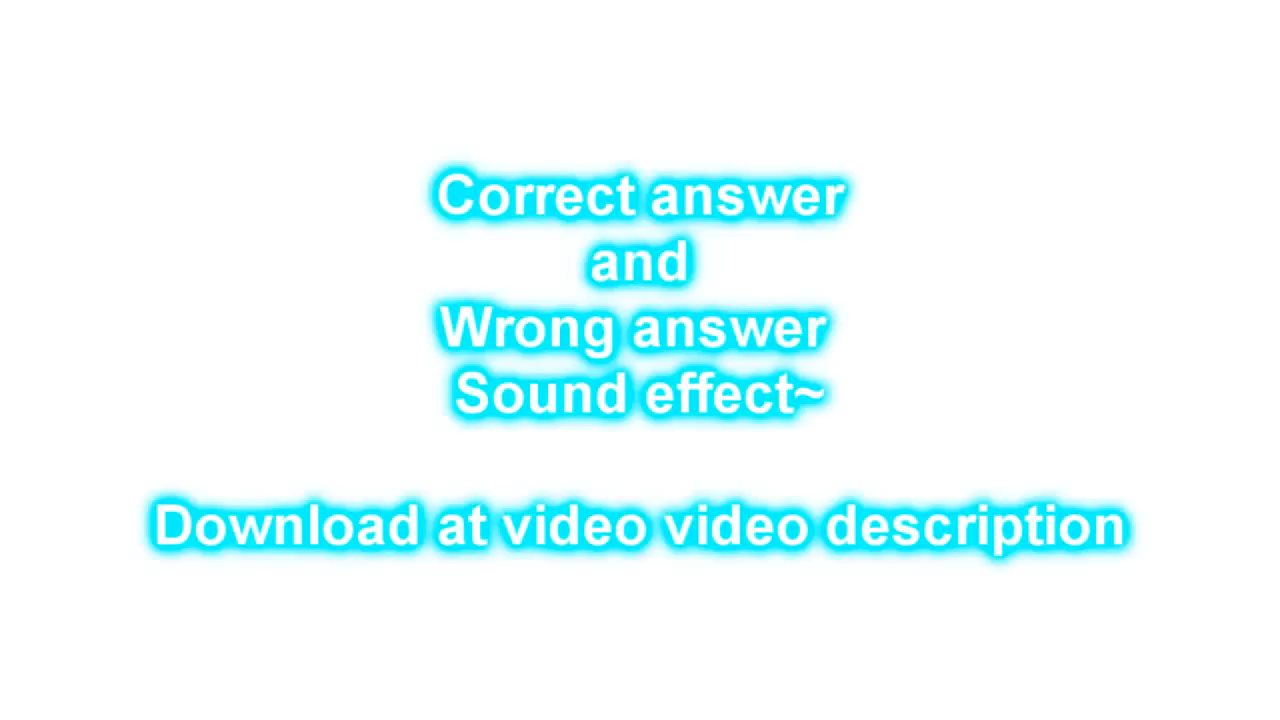 Correct answer
and
Wrong answer
Sound effect~
Download at video video description